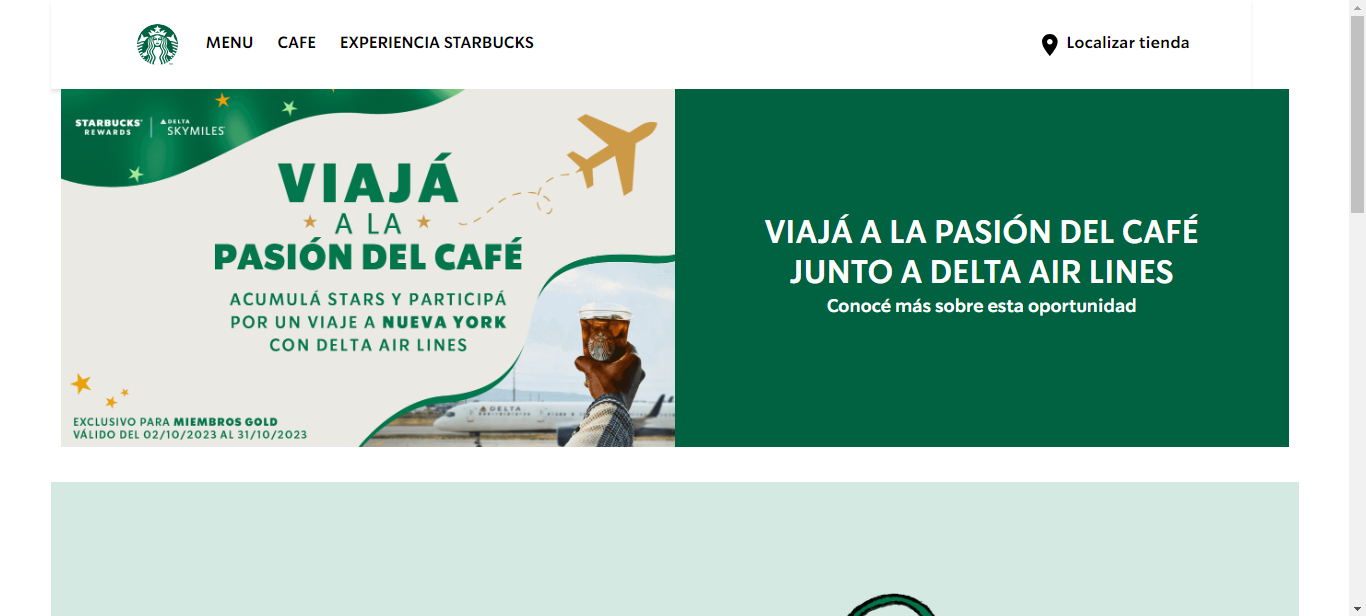 MENU
CAFE
EXPERIENCIA STARBUCKS
Localizar tienda
STARBUCKS®
REWARDS
DELTA
SKYMILES®
VIAJÁ
A LA
PASIÓN DEL CAFÉ
ACUMULÁ STARS Y PARTICIPÁ
POR UN VIAJE A NUEVA YORK
CON DELTA AIR LINES
DELTA
EXCLUSIVO PARA MIEMBROS GOLD
VÁLIDO DEL 02/10/2023 AL 31/10/2023
VIAJÁ A LA PASIÓN DEL CAFÉ
JUNTO A DELTA AIR LINES
Conocé más sobre esta oportunidad